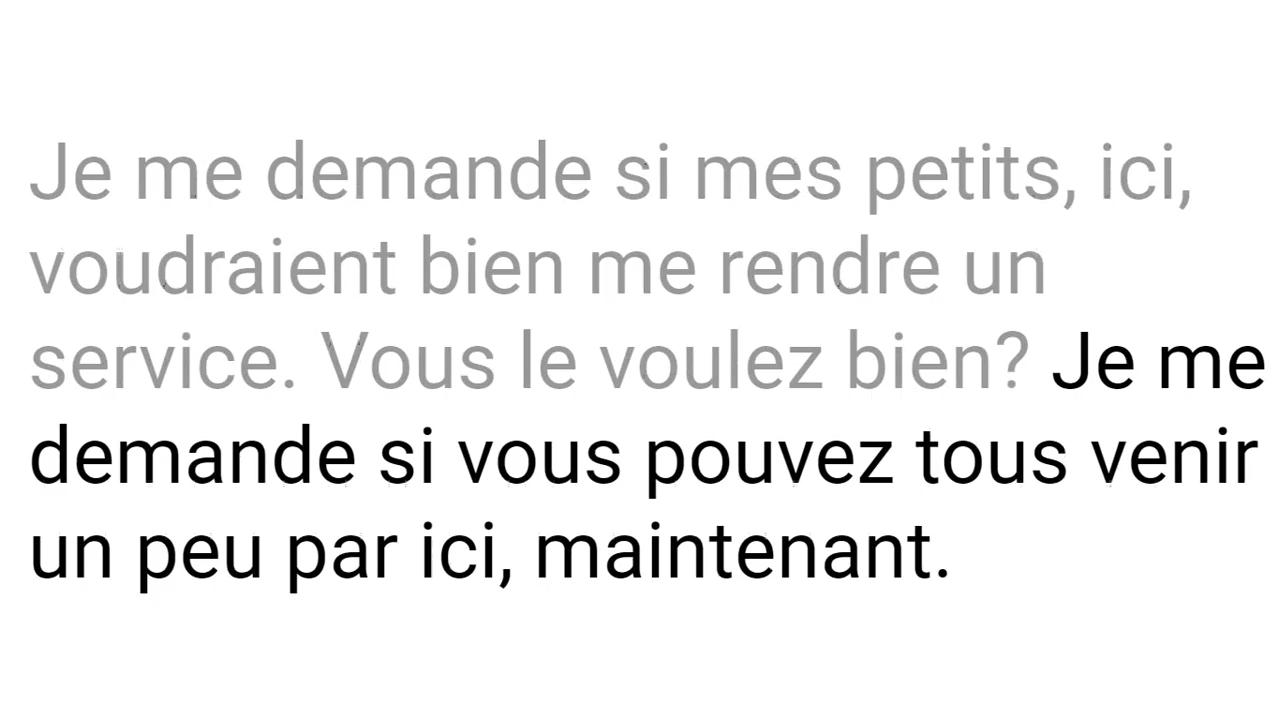 Je me demande si mes petits, ici,
voudraient bien me rendre un
service. Vous le voulez bien? Je me
demande si vous pouvez tous venir
un peu par ici, maintenant.